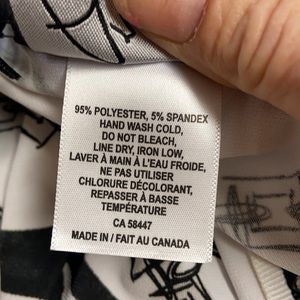 95% POLYESTER, 5% SPANDEX
HAND WASH COLD,
DO NOT BLEACH,
LINE DRY, IRON LOW,
LAVER À MAIN À L'EAU FROIDE,
NE PAS UTILISER
CHLORURE DÉCOLORANT,
REPASSER À BASSE
TEMPÉRATURE
CA 58447
MADE IN / FAIT AU CANADA